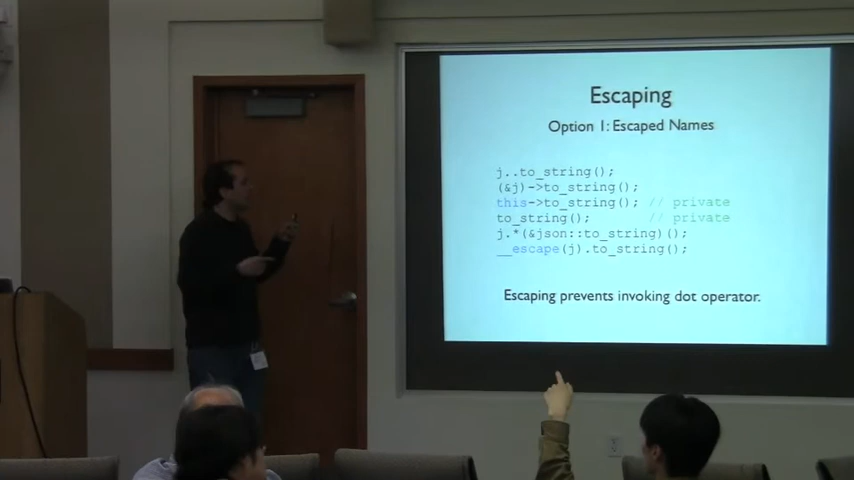 Escaping
Option 1: Escaped Names
j..to_string();
(&j)->to_string();
this->to_string(); // private
to_string(); // private
j.*(&json::to_string)();
__escape(j).to_string();
Escaping prevents invoking dot operator.